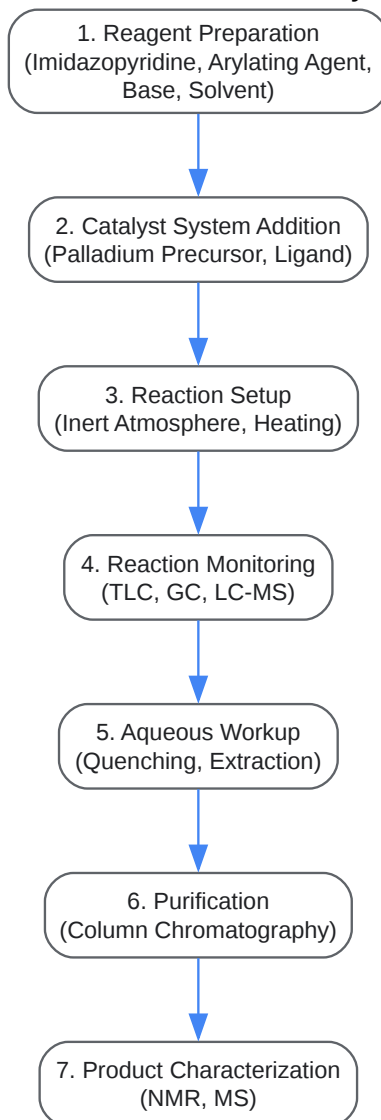 1. Reagent Preparation
(Imidazopyridine, Arylating Agent,
Base, Solvent)
2. Catalyst System Addition
(Palladium Precursor, Ligand)
3. Reaction Setup
(Inert Atmosphere, Heating)
4. Reaction Monitoring
(TLC, GC, LC-MS)
5. Aqueous Workup
(Quenching, Extraction)
6. Purification
(Column Chromatography)
7. Product Characterization
(NMR, MS)